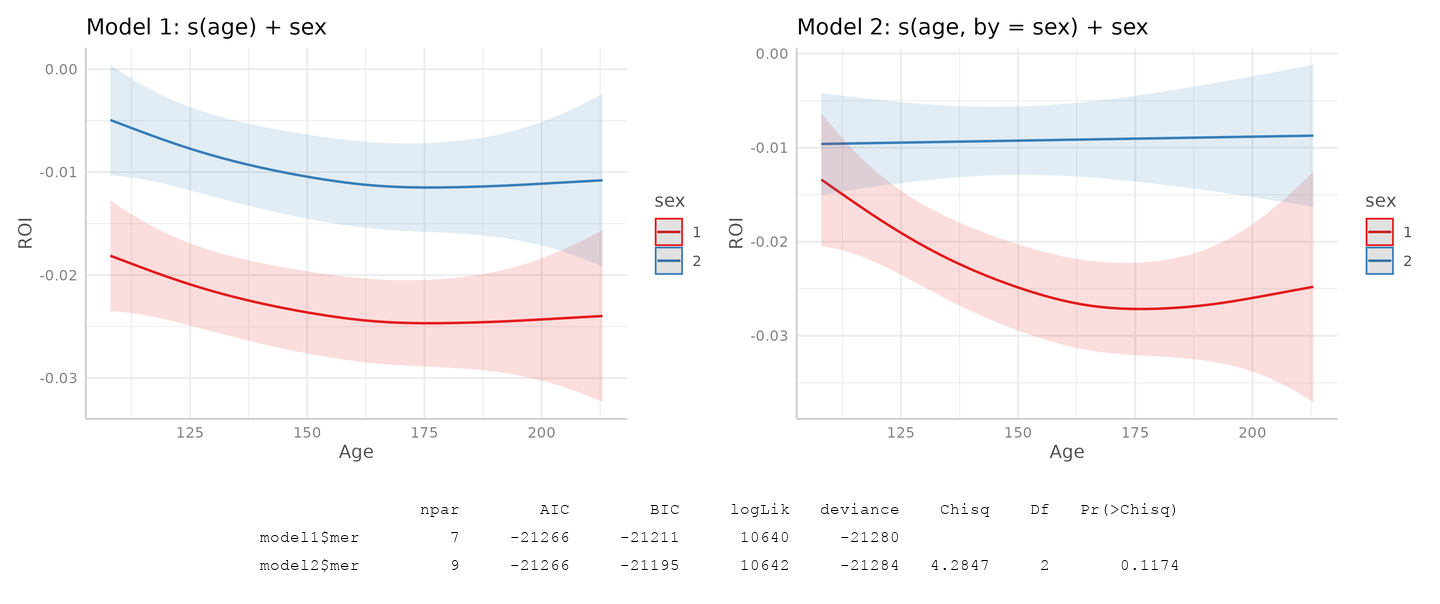 Model 1: s(age) + sex
0.00
-0.01
-0.02
-0.03
ROI
125 150 175 200
Age
sex
1
2
Model 2: s(age, by = sex) + sex
0.00
-0.01
-0.02
-0.03
ROI
125 150 175 200
Age
sex
1
2
npar AIC BIC logLik deviance Chisq Df Pr(>Chisq)
model1$mer 7 -21266 -21211 10640 -21280
model2$mer 9 -21266 -21195 10642 -21284 4.2847 2 0.1174